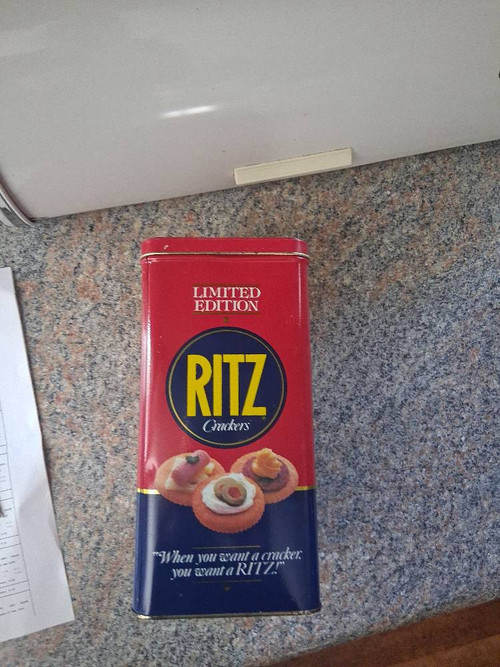 LIMITED
EDITION
RITZ
Crackers
"When you want a cracker,
you want a RITZ!"